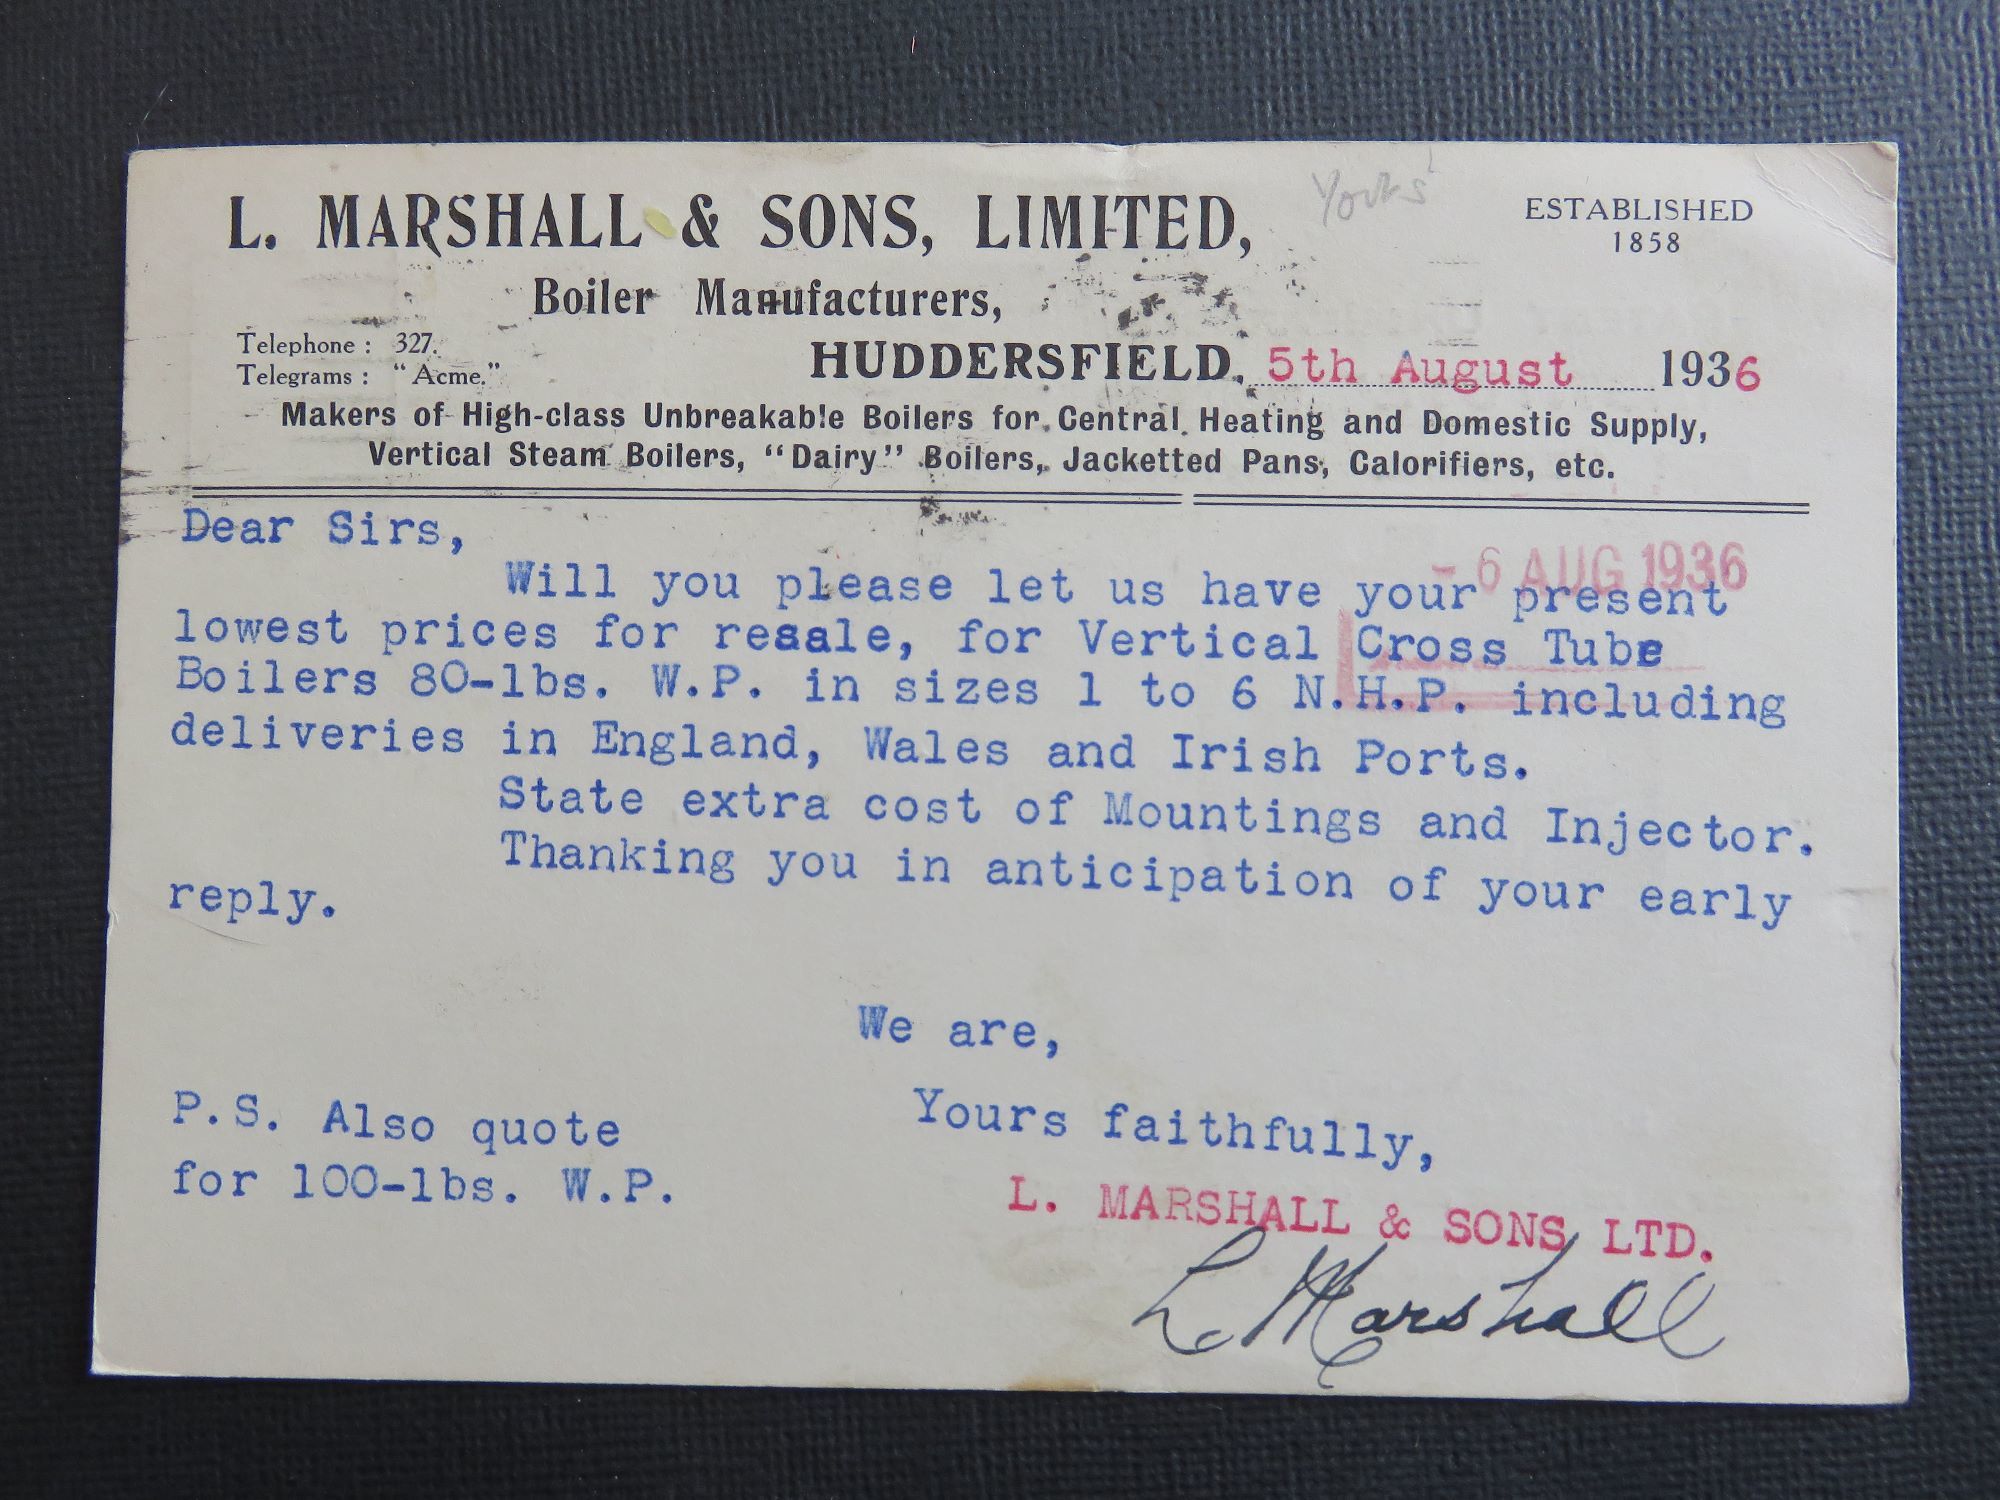 L. MARSHALL & SONS, LIMITED,
Yorks
ESTABLISHED
1858
Boiler Manufacturers,
Telephone : 327.
Telegrams : "Acme."
HUDDERSFIELD, 5th August 1936
Makers of High-class Unbreakable Boilers for Central Heating and Domestic Supply,
Vertical Steam Boilers, "Dairy" Boilers, Jacketted Pans, Calorifiers, etc.
Dear Sirs,
- 6 AUG 1936
Will you please let us have your present
lowest prices for resale, for Vertical Cross Tube
Boilers 80-lbs. W.P. in sizes 1 to 6 N.H.P. including
deliveries in England, Wales and Irish Ports.
State extra cost of Mountings and Injector.
Thanking you in anticipation of your early
reply.
We are,
Yours faithfully,
P.S. Also quote
for 100-lbs. W.P.
L. MARSHALL & SONS LTD.
L Marshall